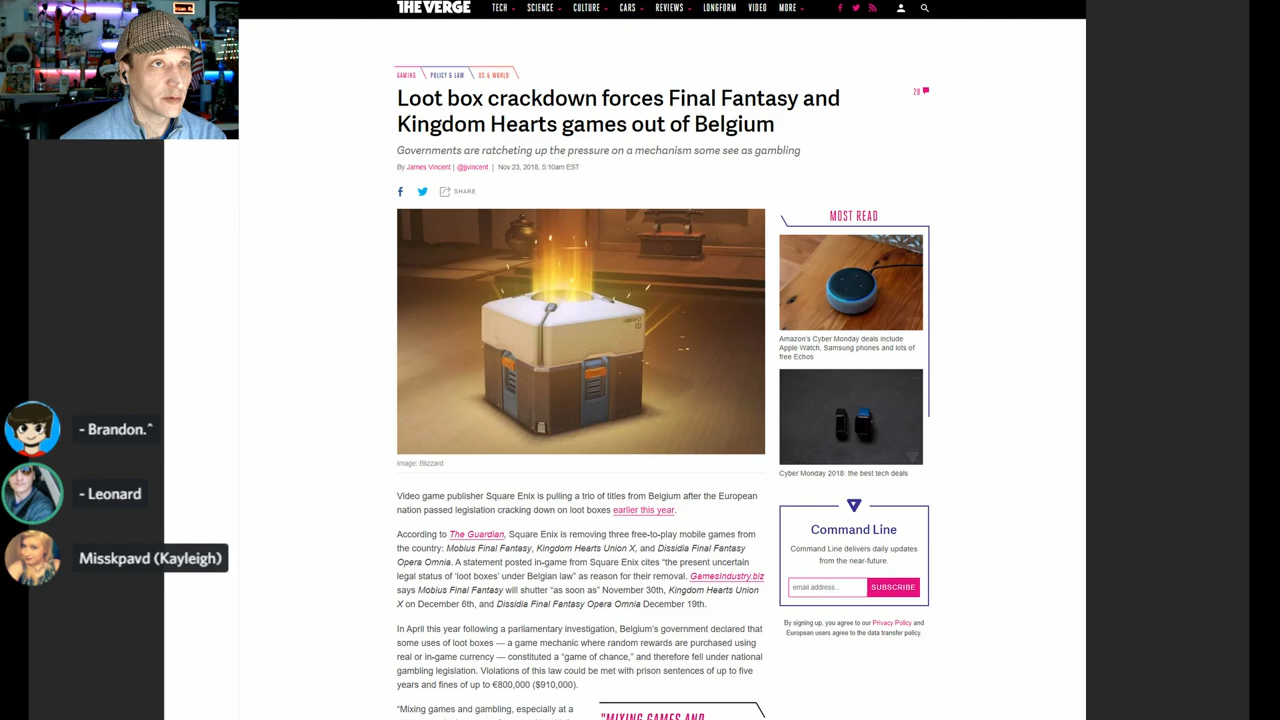 THE VERGE
TECH SCIENCE CULTURE CARS REVIEWS LONGFORM VIDEO MORE
GAMING POLICY & LAW US & WORLD
28
Loot box crackdown forces Final Fantasy and
Kingdom Hearts games out of Belgium
Governments are ratcheting up the pressure on a mechanism some see as gambling
By James Vincent | @jjvincent | Nov 23, 2018, 5:10am EST
SHARE
Image: Blizzard
Video game publisher Square Enix is pulling a trio of titles from Belgium after the European
nation passed legislation cracking down on loot boxes earlier this year.
According to The Guardian, Square Enix is removing three free-to-play mobile games from
the country: Mobius Final Fantasy, Kingdom Hearts Union X, and Dissidia Final Fantasy
Opera Omnia. A statement posted in-game from Square Enix cites “the present uncertain
legal status of ‘loot boxes’ under Belgian law” as reason for their removal. GamesIndustry.biz
says Mobius Final Fantasy will shutter “as soon as” November 30th, Kingdom Hearts Union
X on December 6th, and Dissidia Final Fantasy Opera Omnia December 19th.
In April this year following a parliamentary investigation, Belgium’s government declared that
some uses of loot boxes — a game mechanic where random rewards are purchased using
real or in-game currency — constituted a “game of chance,” and therefore fell under national
gambling legislation. Violations of this law could be met with prison sentences of up to five
years and fines of up to €800,000 ($910,000).
“Mixing games and gambling, especially at a
"MIXING GAMES AND
MOST READ
Amazon’s Cyber Monday deals include
Apple Watch, Samsung phones and lots of
free Echos
Cyber Monday 2018: the best tech deals
Command Line
Command Line delivers daily updates
from the near-future.
email address...
SUBSCRIBE
By signing up, you agree to our Privacy Policy and
European users agree to the data transfer policy.
- Brandon.^
- Leonard
Misskpavd (Kayleigh)